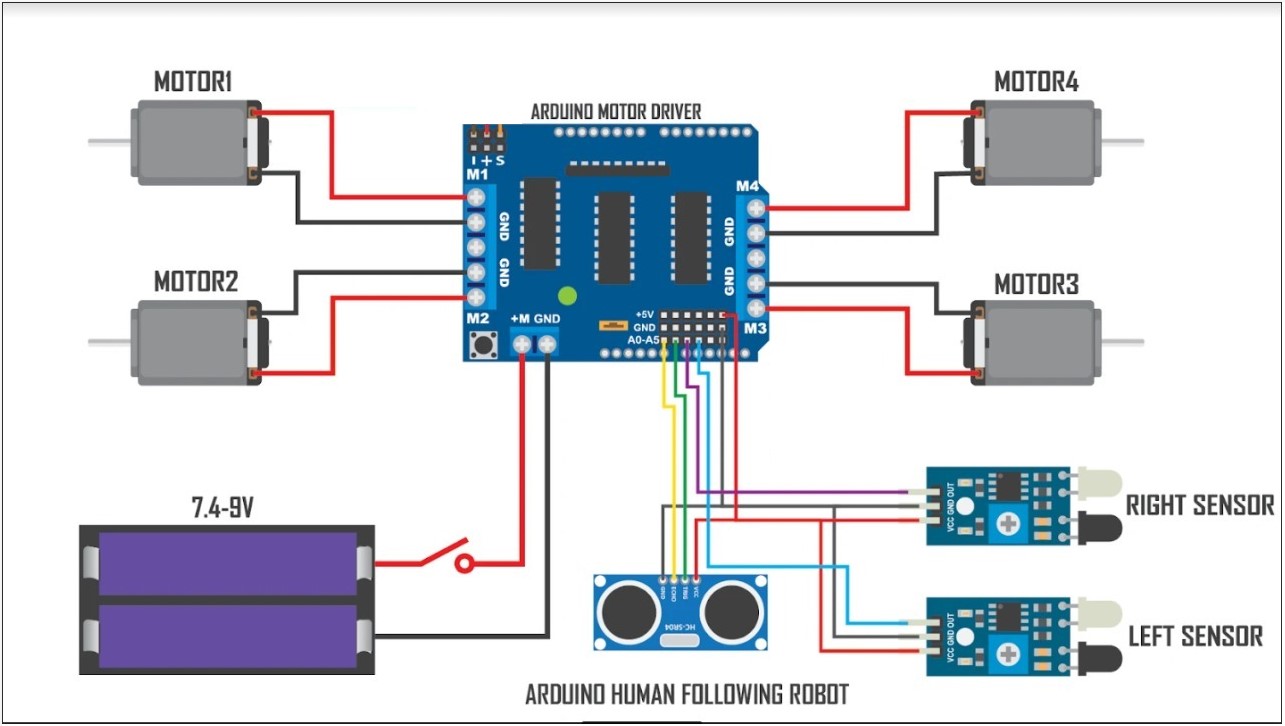 MOTOR1
MOTOR4
ARDUINO MOTOR DRIVER
I + S
M1
M4
GND
GND
GND
GND
MOTOR2
MOTOR3
M2
+M GND
+5V
GND
A0-A5
M3
7.4-9V
OUT
GND
VCC
RIGHT SENSOR
GND
ECHO
TRIG
VCC
HC-SR04
OUT
GND
VCC
LEFT SENSOR
ARDUINO HUMAN FOLLOWING ROBOT